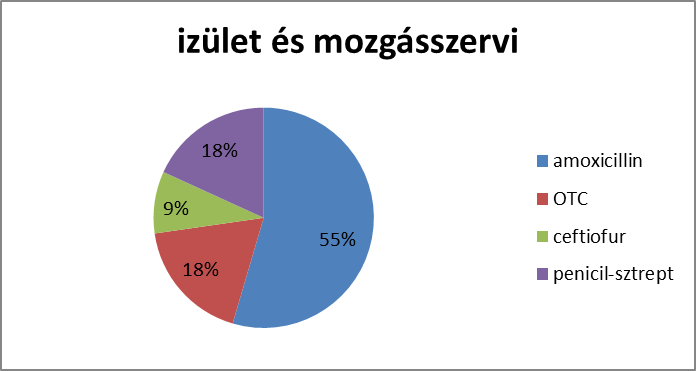 izület és mozgásszervi
18%
9%
18%
55%
amoxicillin
OTC
ceftiofur
penicil-sztrept